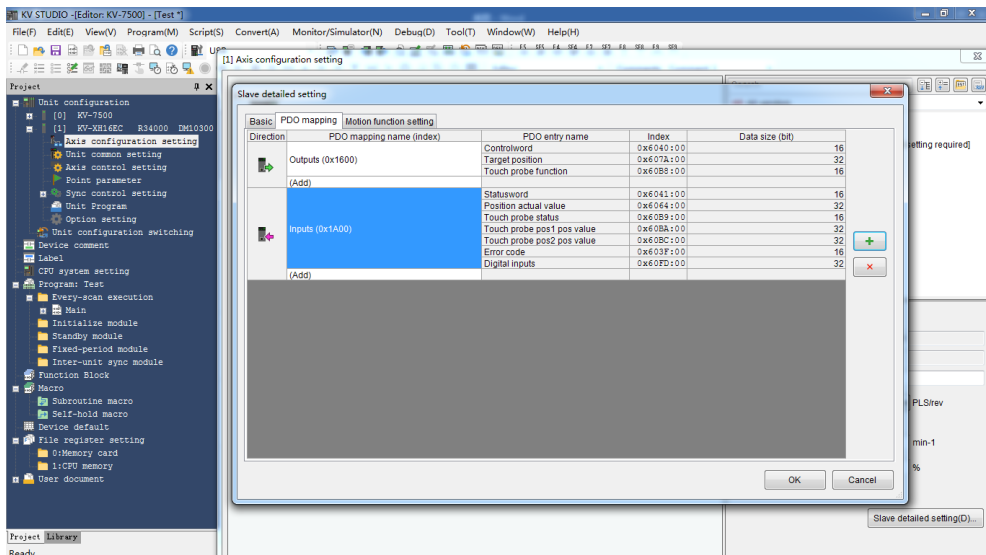 KV STUDIO -[Editor: KV-7500] - [Test *]
File(F) Edit(E) View(V) Program(M) Script(S) Convert(A) Monitor/Simulator(N) Debug(D) Tool(T) Window(W) Help(H)
[1] Axis configuration setting
Project
Unit configuration
[0] KV-7500
[1] KV-XH16EC R34000 DM10300
Axis configuration setting
Unit common setting
Axis control setting
Point parameter
Sync control setting
Unit Program
Option setting
Unit configuration switching
Device comment
Label
CPU system setting
Program: Test
Every-scan execution
Main
Initialize module
Standby module
Fixed-period module
Inter-unit sync module
Function Block
Macro
Subroutine macro
Self-hold macro
Device default
File register setting
0:Memory card
1:CPU memory
User document
Project Library
Ready
Slave detailed setting
Basic PDO mapping Motion function setting
Direction PDO mapping name (index) PDO entry name Index Data size (bit)
Outputs (0x1600)
Controlword 0x6040:00 16
Target position 0x607A:00 32
Touch probe function 0x60B8:00 16
(Add)
Inputs (0x1A00)
Statusword 0x6041:00 16
Position actual value 0x6064:00 32
Touch probe status 0x60B9:00 16
Touch probe pos1 pos value 0x60BA:00 32
Touch probe pos2 pos value 0x60BC:00 32
Error code 0x603F:00 16
Digital inputs 0x60FD:00 32
(Add)
OK Cancel
setting required]
PLS/rev
min-1
%
Slave detailed setting(D)...